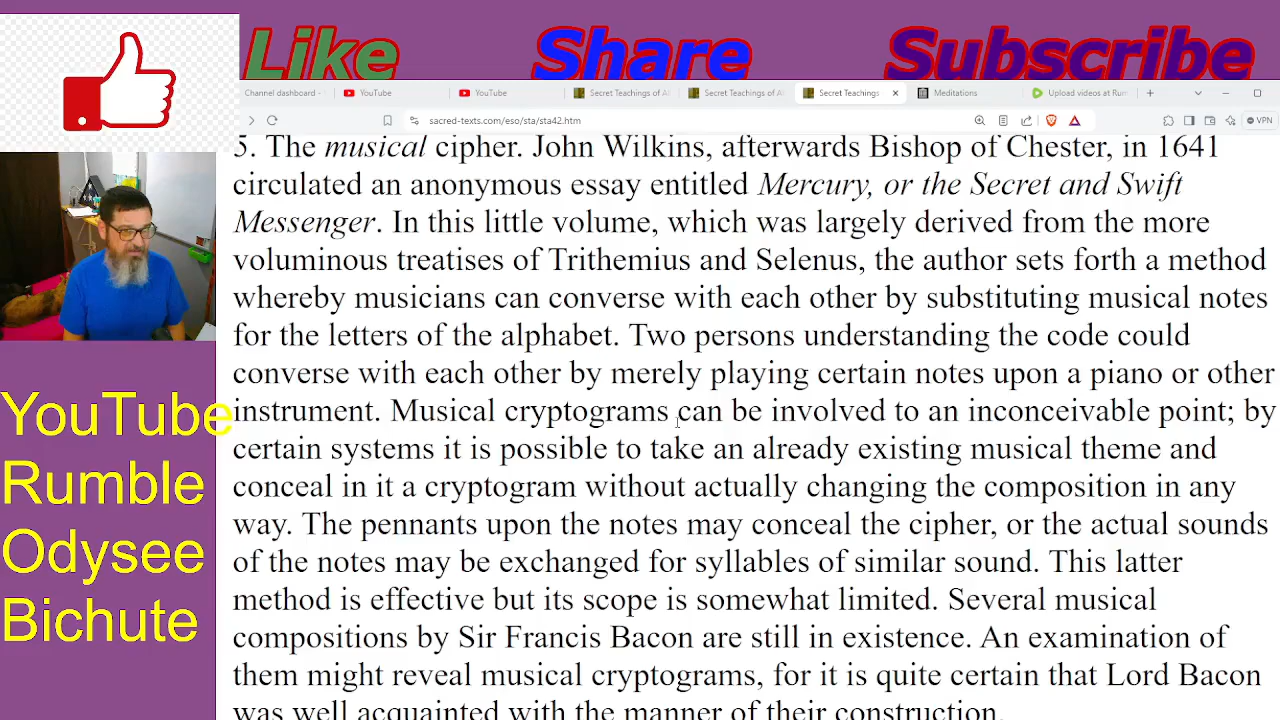 Like Share Subscribe
Channel dashboard - YouTube YouTube Secret Teachings of A Secret Teachings of A Secret Teachings Meditations Upload videos at Rum
sacred-texts.com/eso/sta/sta42.htm VPN
5. The musical cipher. John Wilkins, afterwards Bishop of Chester, in 1641
circulated an anonymous essay entitled Mercury, or the Secret and Swift
Messenger. In this little volume, which was largely derived from the more
voluminous treatises of Trithemius and Selenus, the author sets forth a method
whereby musicians can converse with each other by substituting musical notes
for the letters of the alphabet. Two persons understanding the code could
converse with each other by merely playing certain notes upon a piano or other
instrument. Musical cryptograms can be involved to an inconceivable point; by
certain systems it is possible to take an already existing musical theme and
conceal in it a cryptogram without actually changing the composition in any
way. The pennants upon the notes may conceal the cipher, or the actual sounds
of the notes may be exchanged for syllables of similar sound. This latter
method is effective but its scope is somewhat limited. Several musical
compositions by Sir Francis Bacon are still in existence. An examination of
them might reveal musical cryptograms, for it is quite certain that Lord Bacon
was well acquainted with the manner of their construction.
YouTube
Rumble
Odysee
Bichute